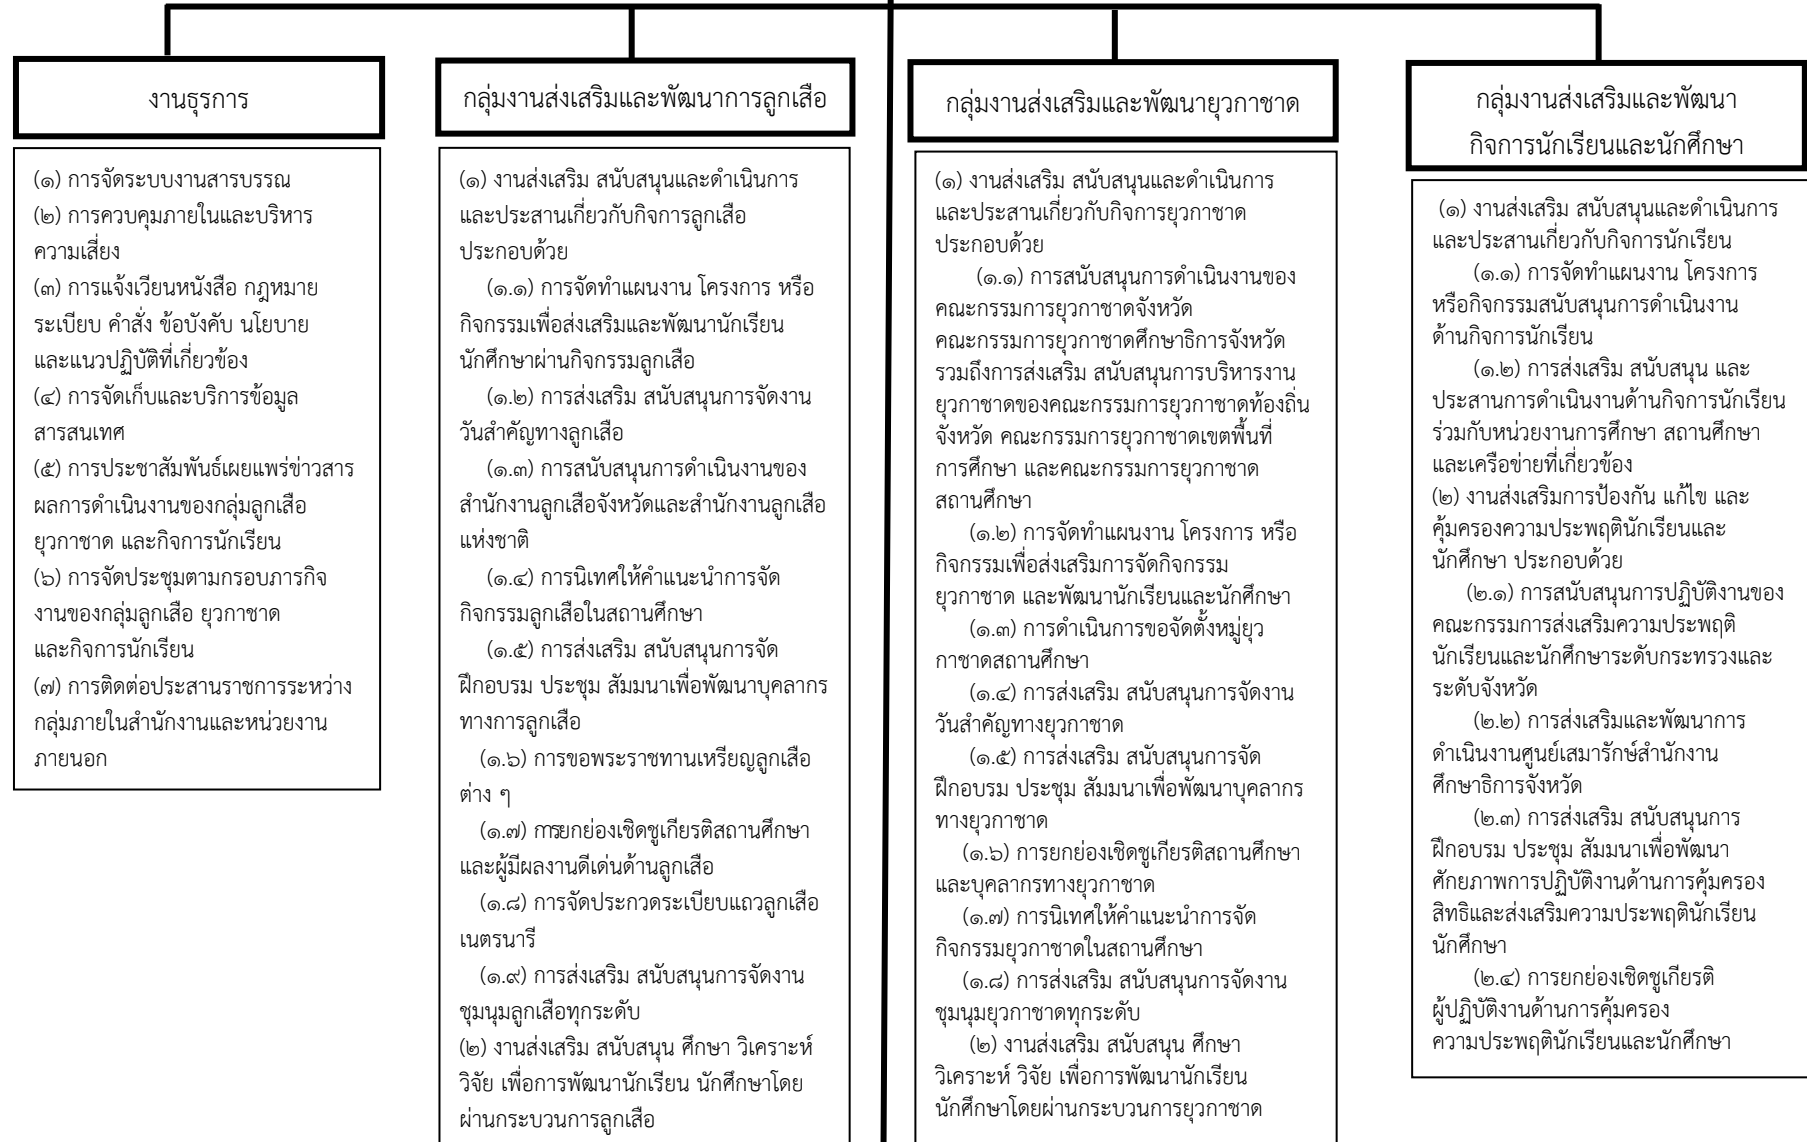 งานธุรการ
(๑) การจัดระบบงานสารบรรณ
(๒) การควบคุมภายในและบริหาร
ความเสี่ยง
(๓) การแจ้งเวียนหนังสือ กฎหมาย
ระเบียบ คำสั่ง ข้อบังคับ นโยบาย
และแนวปฏิบัติที่เกี่ยวข้อง
(๔) การจัดเก็บและบริการข้อมูล
สารสนเทศ
(๕) การประชาสัมพันธ์เผยแพร่ข่าวสาร
ผลการดำเนินงานของกลุ่มลูกเสือ
ยุวกาชาด และกิจการนักเรียน
(๖) การจัดประชุมตามกรอบภารกิจ
งานของกลุ่มลูกเสือ ยุวกาชาด
และกิจการนักเรียน
(๗) การติดต่อประสานราชการระหว่าง
กลุ่มภายในสำนักงานและหน่วยงาน
ภายนอก
กลุ่มงานส่งเสริมและพัฒนาการลูกเสือ
(๑) งานส่งเสริม สนับสนุนและดำเนินการ
และประสานเกี่ยวกับกิจการลูกเสือ
ประกอบด้วย
(๑.๑) การจัดทำแผนงาน โครงการ หรือ
กิจกรรมเพื่อส่งเสริมและพัฒนานักเรียน
นักศึกษาผ่านกิจกรรมลูกเสือ
(๑.๒) การส่งเสริม สนับสนุนการจัดงาน
วันสำคัญทางลูกเสือ
(๑.๓) การสนับสนุนการดำเนินงานของ
สำนักงานลูกเสือจังหวัดและสำนักงานลูกเสือ
แห่งชาติ
(๑.๔) การนิเทศให้คำแนะนำการจัด
กิจกรรมลูกเสือในสถานศึกษา
(๑.๕) การส่งเสริม สนับสนุนการจัด
ฝึกอบรม ประชุม สัมมนาเพื่อพัฒนาบุคลากร
ทางการลูกเสือ
(๑.๖) การขอพระราชทานเหรียญลูกเสือ
ต่าง ๆ
(๑.๗) การยกย่องเชิดชูเกียรติสถานศึกษา
และผู้มีผลงานดีเด่นด้านลูกเสือ
(๑.๘) การจัดประกวดระเบียบแถวลูกเสือ
เนตรนารี
(๑.๙) การส่งเสริม สนับสนุนการจัดงาน
ชุมนุมลูกเสือทุกระดับ
(๒) งานส่งเสริม สนับสนุน ศึกษา วิเคราะห์
วิจัย เพื่อการพัฒนานักเรียน นักศึกษาโดย
ผ่านกระบวนการลูกเสือ
กลุ่มงานส่งเสริมและพัฒนายุวกาชาด
(๑) งานส่งเสริม สนับสนุนและดำเนินการ
และประสานเกี่ยวกับกิจการยุวกาชาด
ประกอบด้วย
(๑.๑) การสนับสนุนการดำเนินงานของ
คณะกรรมการยุวกาชาดจังหวัด
คณะกรรมการยุวกาชาดศึกษาธิการจังหวัด
รวมถึงการส่งเสริม สนับสนุนการบริหารงาน
ยุวกาชาดของคณะกรรมการยุวกาชาดท้องถิ่น
จังหวัด คณะกรรมการยุวกาชาดเขตพื้นที่
การศึกษา และคณะกรรมการยุวกาชาด
สถานศึกษา
(๑.๒) การจัดทำแผนงาน โครงการ หรือ
กิจกรรมเพื่อส่งเสริมการจัดกิจกรรม
ยุวกาชาด และพัฒนานักเรียนและนักศึกษา
(๑.๓) การดำเนินการขอจัดตั้งหมู่ยุว
กาชาดสถานศึกษา
(๑.๔) การส่งเสริม สนับสนุนการจัดงาน
วันสำคัญทางยุวกาชาด
(๑.๕) การส่งเสริม สนับสนุนการจัด
ฝึกอบรม ประชุม สัมมนาเพื่อพัฒนาบุคลากร
ทางยุวกาชาด
(๑.๖) การยกย่องเชิดชูเกียรติสถานศึกษา
และบุคลากรทางยุวกาชาด
(๑.๗) การนิเทศให้คำแนะนำการจัด
กิจกรรมยุวกาชาดในสถานศึกษา
(๑.๘) การส่งเสริม สนับสนุนการจัดงาน
ชุมนุมยุวกาชาดทุกระดับ
(๒) งานส่งเสริม สนับสนุน ศึกษา
วิเคราะห์ วิจัย เพื่อการพัฒนานักเรียน
นักศึกษาโดยผ่านกระบวนการยุวกาชาด
กลุ่มงานส่งเสริมและพัฒนา
กิจการนักเรียนและนักศึกษา
(๑) งานส่งเสริม สนับสนุนและดำเนินการ
และประสานเกี่ยวกับกิจการนักเรียน
(๑.๑) การจัดทำแผนงาน โครงการ
หรือกิจกรรมสนับสนุนการดำเนินงาน
ด้านกิจการนักเรียน
(๑.๒) การส่งเสริม สนับสนุน และ
ประสานการดำเนินงานด้านกิจการนักเรียน
ร่วมกับหน่วยงานการศึกษา สถานศึกษา
และเครือข่ายที่เกี่ยวข้อง
(๒) งานส่งเสริมการป้องกัน แก้ไข และ
คุ้มครองความประพฤตินักเรียนและ
นักศึกษา ประกอบด้วย
(๒.๑) การสนับสนุนการปฏิบัติงานของ
คณะกรรมการส่งเสริมความประพฤติ
นักเรียนและนักศึกษาระดับกระทรวงและ
ระดับจังหวัด
(๒.๒) การส่งเสริมและพัฒนาการ
ดำเนินงานศูนย์เสมารักษ์สำนักงาน
ศึกษาธิการจังหวัด
(๒.๓) การส่งเสริม สนับสนุนการ
ฝึกอบรม ประชุม สัมมนาเพื่อพัฒนา
ศักยภาพการปฏิบัติงานด้านการคุ้มครอง
สิทธิและส่งเสริมความประพฤตินักเรียน
นักศึกษา
(๒.๔) การยกย่องเชิดชูเกียรติ
ผู้ปฏิบัติงานด้านการคุ้มครอง
ความประพฤตินักเรียนและนักศึกษา